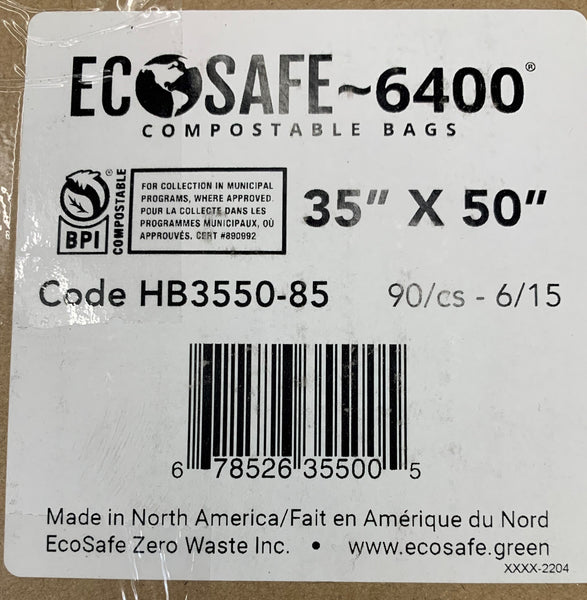 ECOSAFE~6400®
COMPOSTABLE BAGS
BPI®
COMPOSTABLE
FOR COLLECTION IN MUNICIPAL
PROGRAMS, WHERE APPROVED.
POUR LA COLLECTE DANS LES
PROGRAMMES MUNICIPAUX, OÙ
APPROUVÉS. CERT #890992
35” X 50”
Code HB3550-85 90/cs - 6/15
6 78526 35500 5
Made in North America/Fait en Amérique du Nord
EcoSafe Zero Waste Inc. • www.ecosafe.green
XXXX-2204